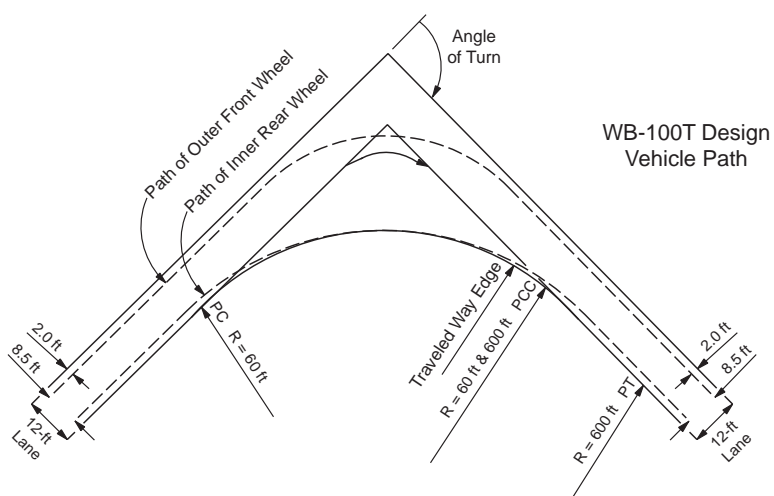 Angle
of Turn
WB-100T Design
Vehicle Path
Path of Outer Front Wheel
Path of Inner Rear Wheel
2.0 ft
8.5 ft
12-ft
Lane
PC
R = 60 ft
Traveled Way Edge
R = 60 ft & 600 ft PCC
R = 600 ft PT
2.0 ft
8.5 ft
12-ft
Lane